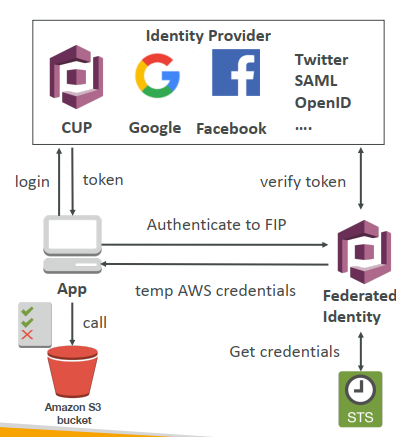 Identity Provider
CUP
Google
Facebook
Twitter
SAML
OpenID
....
login
token
verify token
Authenticate to FIP
App
temp AWS credentials
Federated
Identity
call
Get credentials
Amazon S3
bucket
STS